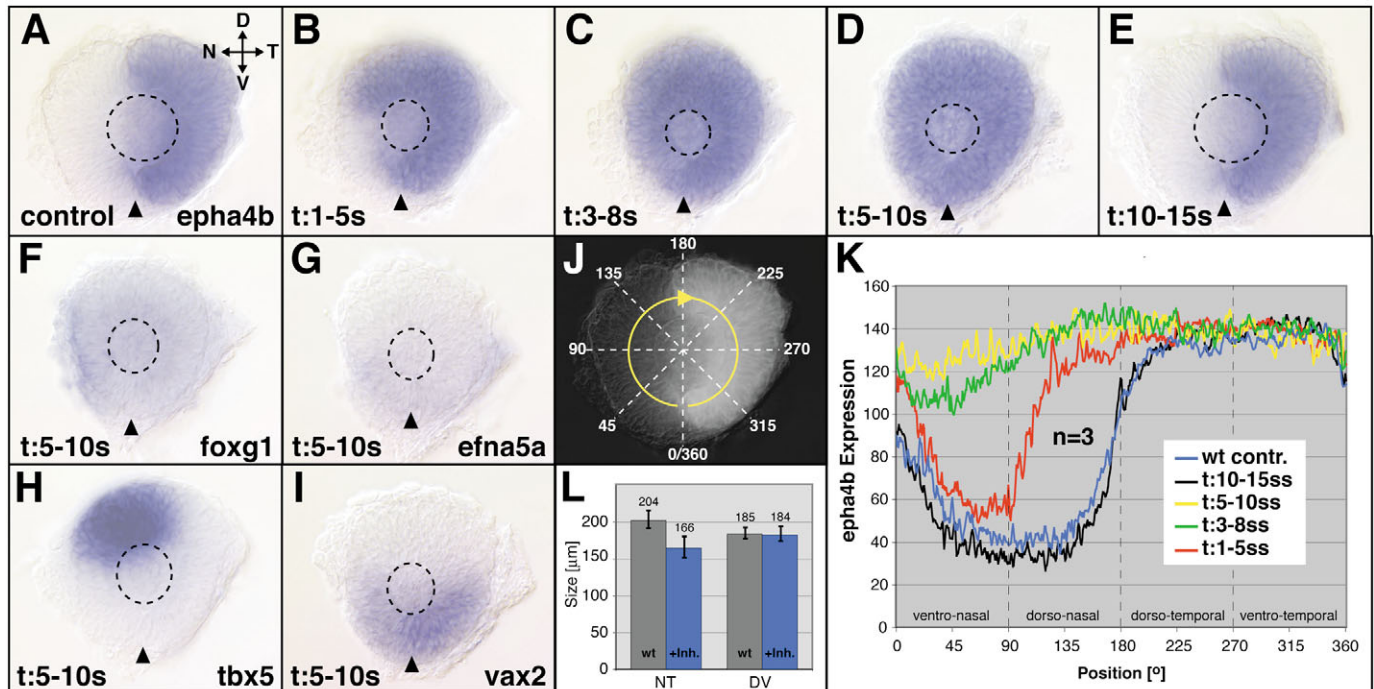 A
D
N T
V
control epha4b
B
t:1-5s
C
t:3-8s
D
t:5-10s
E
t:10-15s
F
t:5-10s foxg1
G
t:5-10s efna5a
H
t:5-10s tbx5
I
t:5-10s vax2
J
180
135 225
90 270
45 315
0/360
L
204
166
185 184
200
150
100
50
0
Size [µm]
wt +Inh. wt +Inh.
NT DV
K
160
140
120
100
80
60
40
20
0
epha4b Expression
n=3
wt contr.
t:10-15ss
t:5-10ss
t:3-8ss
t:1-5ss
ventro-nasal dorso-nasal dorso-temporal ventro-temporal
0 45 90 135 180 225 270 315 360
Position [º]